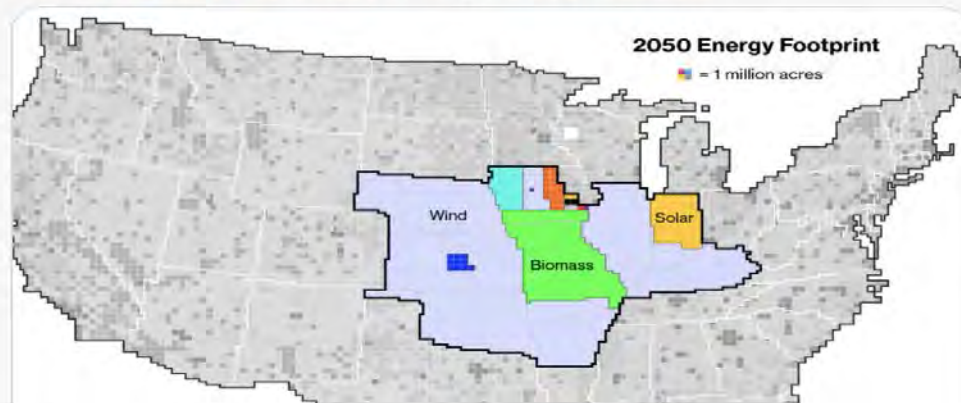 2050 Energy Footprint
= 1 million acres
Wind
Solar
Biomass